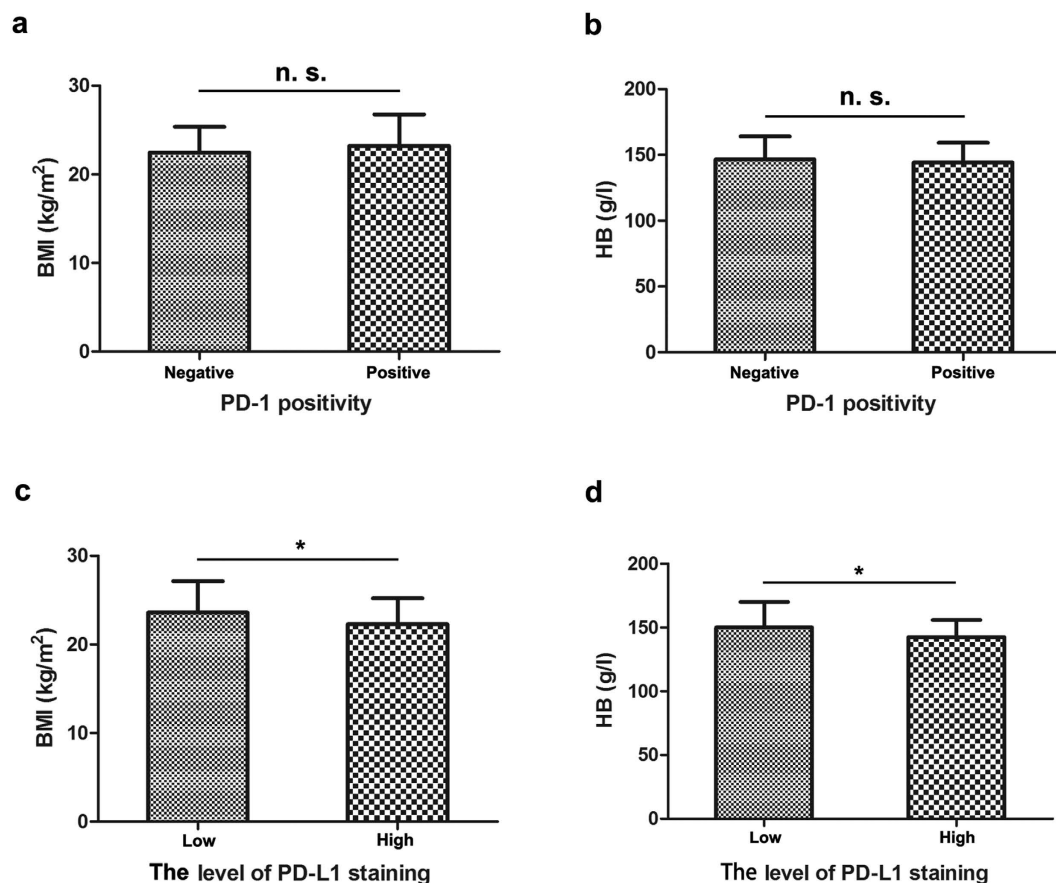 a
n. s.
30
20
10
0
BMI (kg/m²)
Negative
Positive
PD-1 positivity
b
n. s.
200
150
100
50
0
HB (g/l)
Negative
Positive
PD-1 positivity
c
*
30
20
10
0
BMI (kg/m²)
Low
High
The level of PD-L1 staining
d
*
200
150
100
50
0
HB (g/l)
Low
High
The level of PD-L1 staining